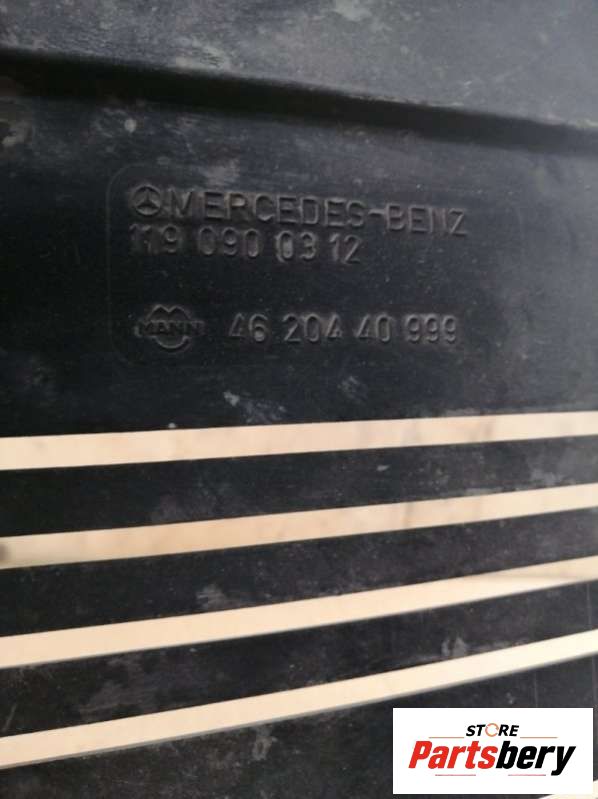 MERCEDES-BENZ
119 090 03 12
MANN 46 204 40 999
STORE
Partsbery